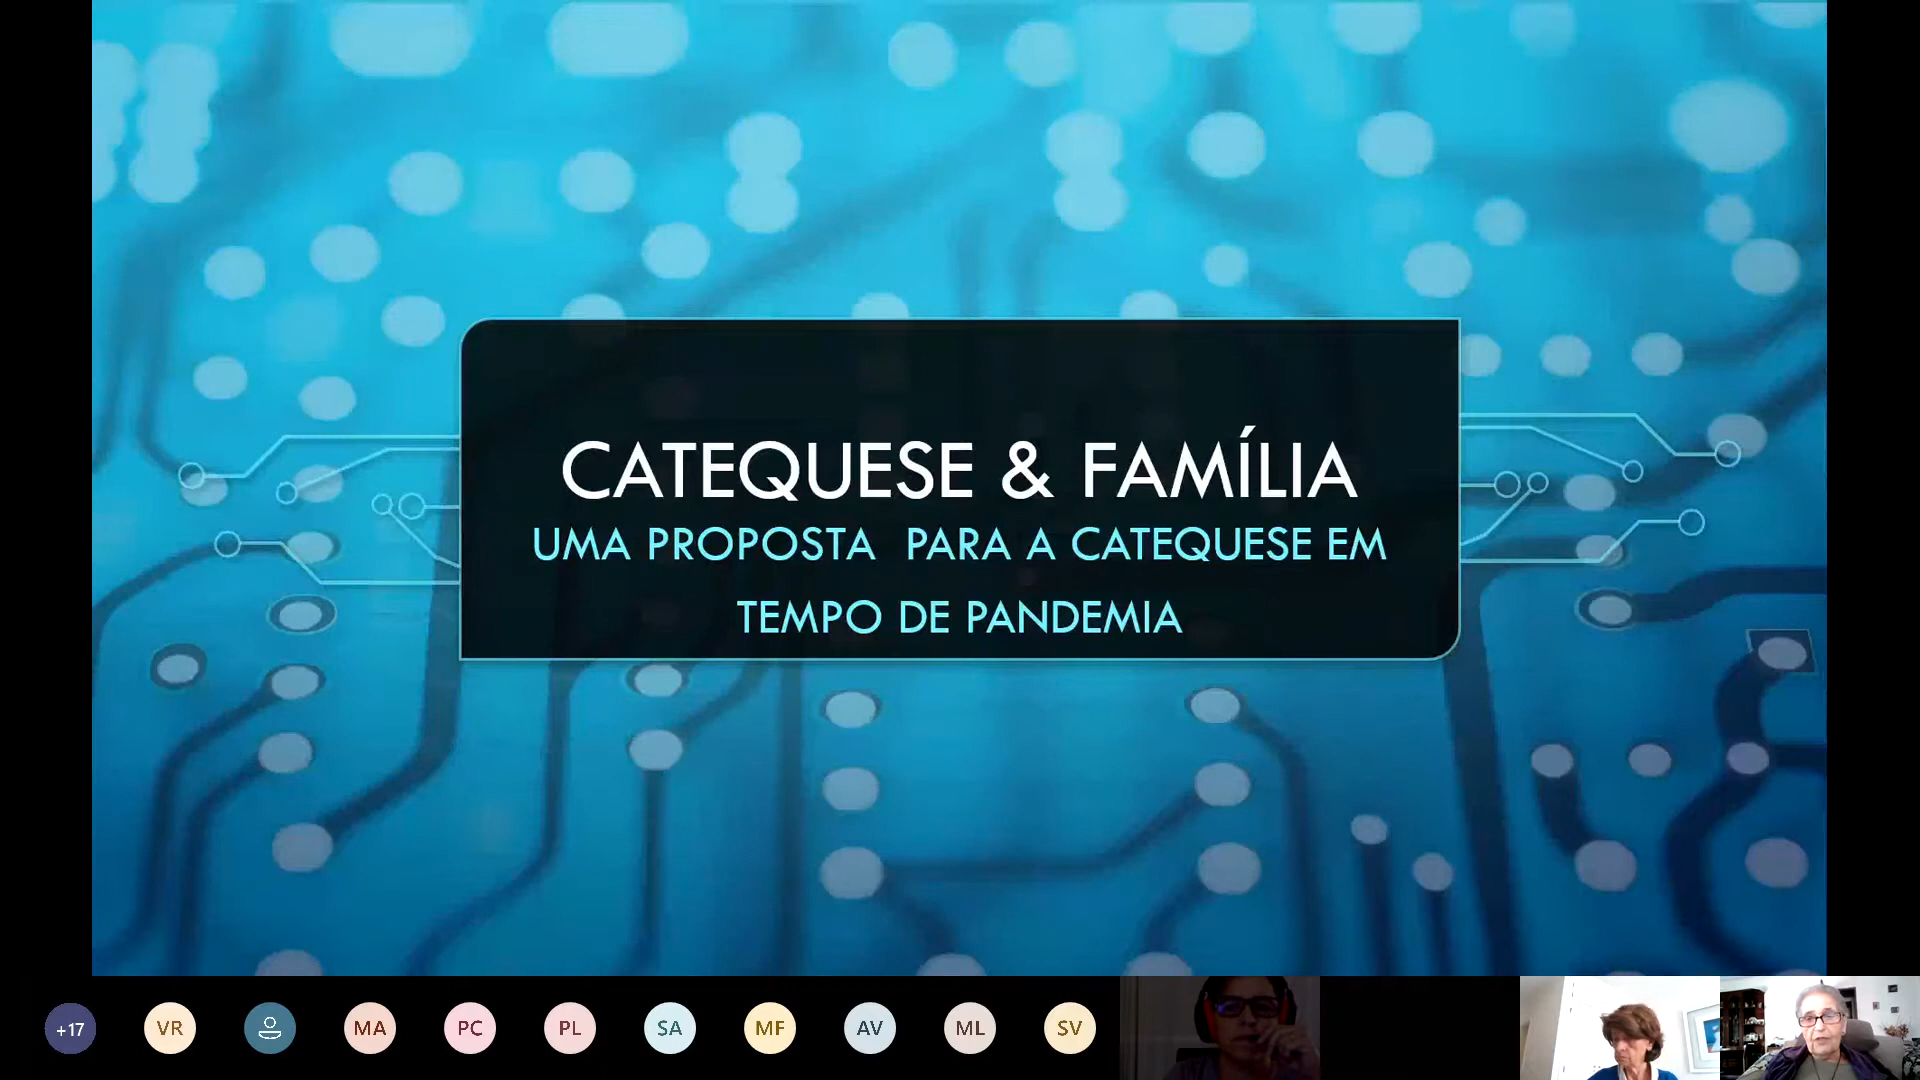 CATEQUESE & FAMÍLIA
UMA PROPOSTA PARA A CATEQUESE EM
TEMPO DE PANDEMIA
+17
VR
MA
PC
PL
SA
MF
AV
ML
SV